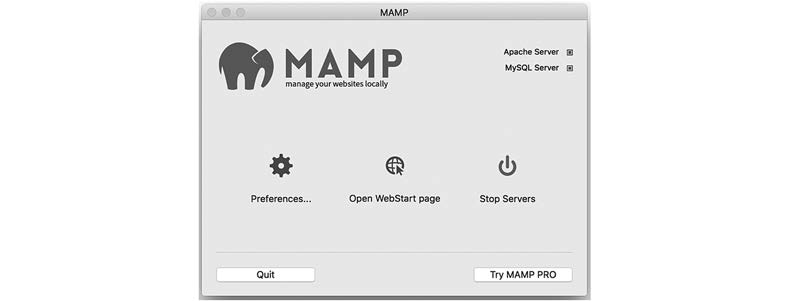 MAMP
MAMP
manage your websites locally
Apache Server
MySQL Server
Preferences...
Open WebStart page
Stop Servers
Quit
Try MAMP PRO